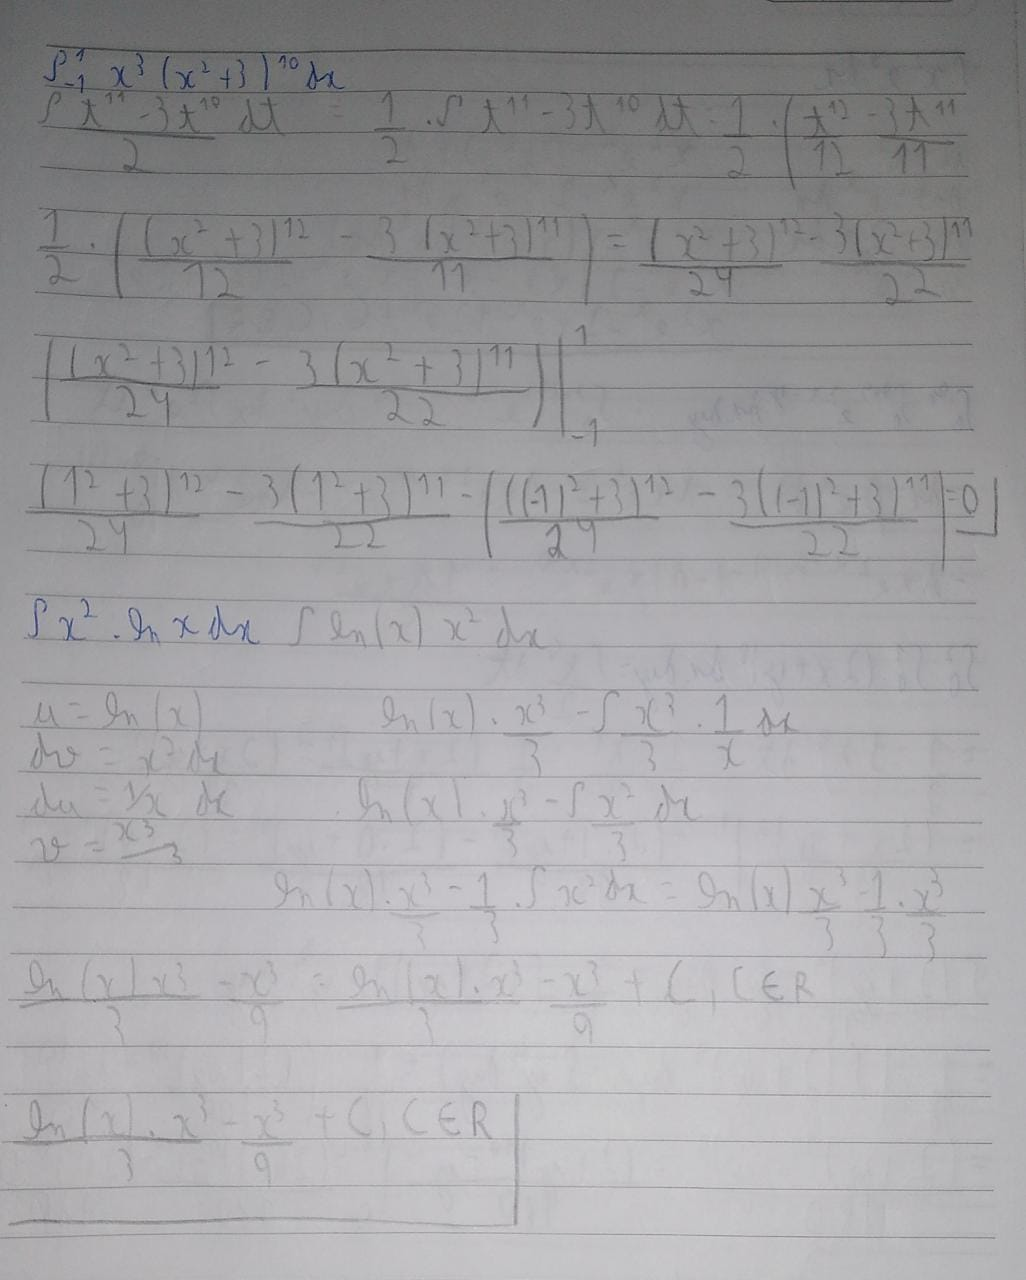 ∫₋₁¹ x³ (x²+3)¹⁰ dx
∫ (t¹¹ - 3t¹⁰)/2 dt = 1/2 · ∫ t¹¹ - 3t¹⁰ dt = 1/2 · (t¹²/12 - 3t¹¹/11
1/2 · ((x²+3)¹²/12 - 3(x²+3)¹¹/11) = (x²+3)¹²/24 - 3(x²+3)¹¹/22
((x²+3)¹²/24 - 3(x²+3)¹¹/22)|₋₁¹
(1²+3)¹²/24 - 3(1²+3)¹¹/22 - (((-1)²+3)¹²/24 - 3((-1)²+3)¹¹/22) = 0
∫ x² · ln x dx ∫ ln(x) x² dx
u = ln(x) ln(x) · x³/3 - ∫ x³/3 · 1/x dx
dv = x² dx
du = 1/x dx ln(x) · x³/3 - ∫ x²/3 dx
v = x³/3
ln(x) · x³/3 - 1/3 · ∫ x² dx = ln(x) x³/3 - 1/3 · x³/3
ln(x) x³/3 - x³/9 = ln(x) · x³/3 - x³/9 + C, C∈R
ln(x) · x³/3 - x³/9 + C, C∈R